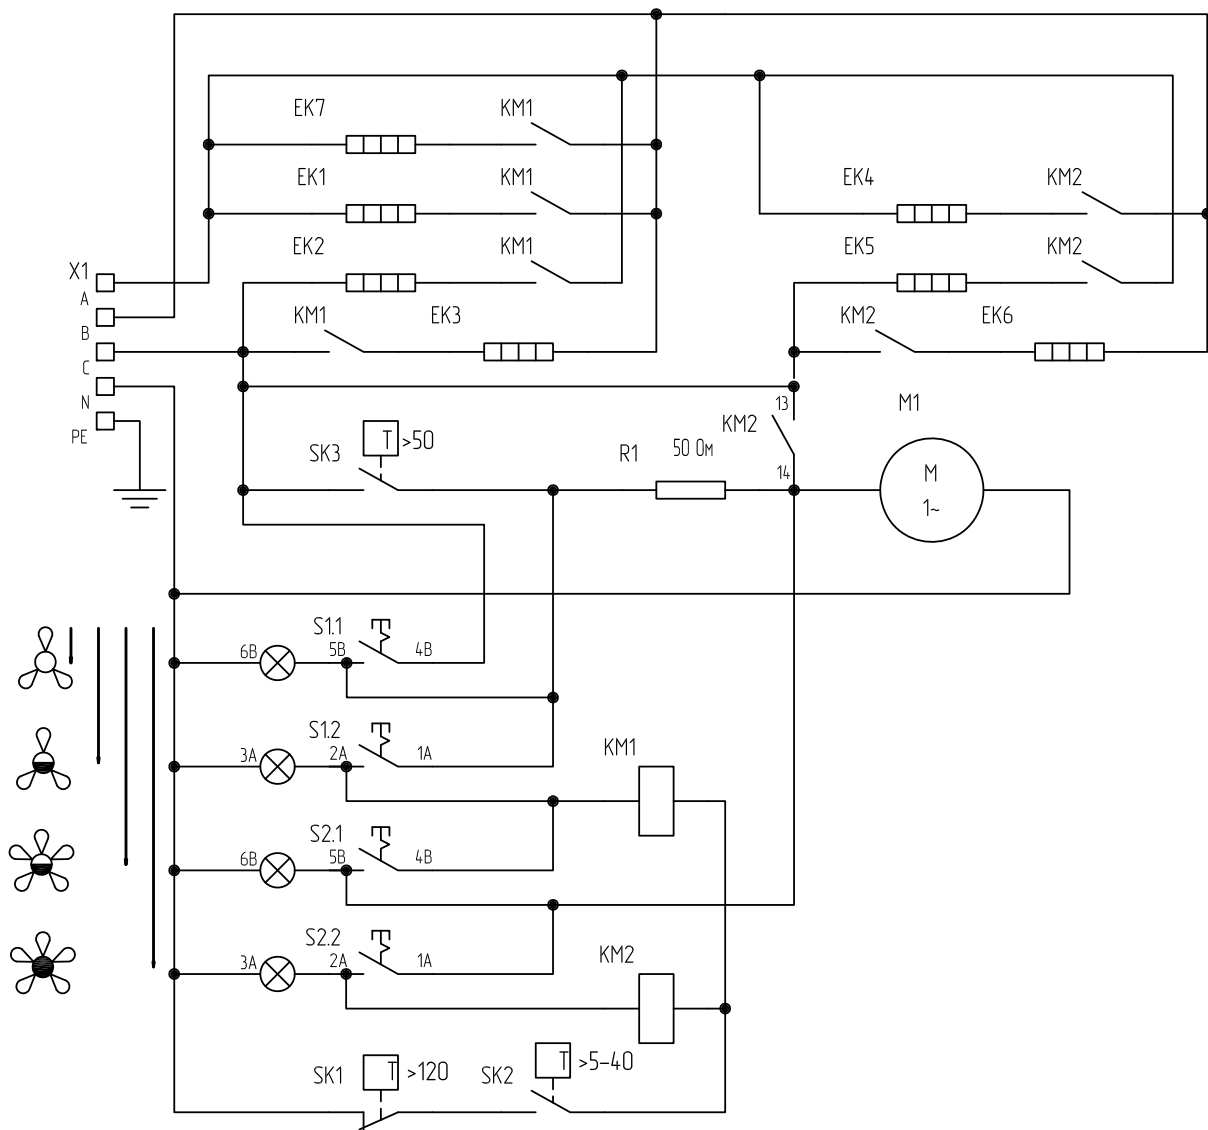 EK7 KM1
EK1 KM1 EK4 KM2
EK2 KM1 EK5 KM2
X1
A
KM1 EK3 KM2 EK6
B
C
N
PE
13 M1
KM2
SK3 T >50 R1 50 Ом
14
M
1~
S1.1
6B 5B 4B
S1.2
3A 2A 1A
KM1
S2.1
6B 5B 4B
S2.2
3A 2A 1A
KM2
SK1 T >120 SK2 T >5-40